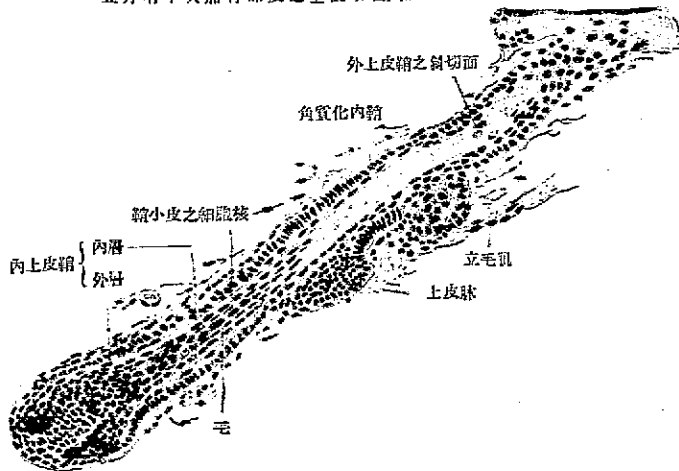 外上皮鞘之斜切面
角質化內鞘
鞘小皮之細胞核
內上皮鞘
內層
外層
立毛肌
上皮牀
毛